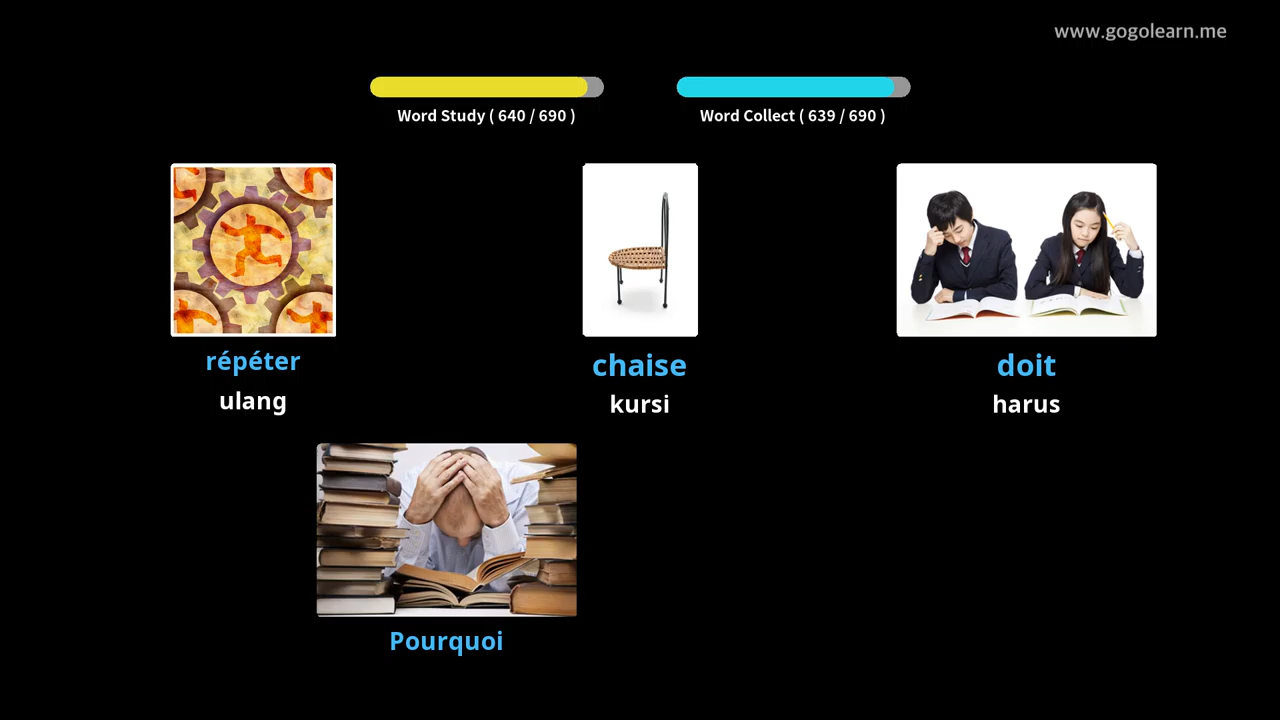 www.gogolearn.me
Word Study ( 640 / 690 )
Word Collect ( 639 / 690 )
répéter
ulang
chaise
kursi
doit
harus
Pourquoi